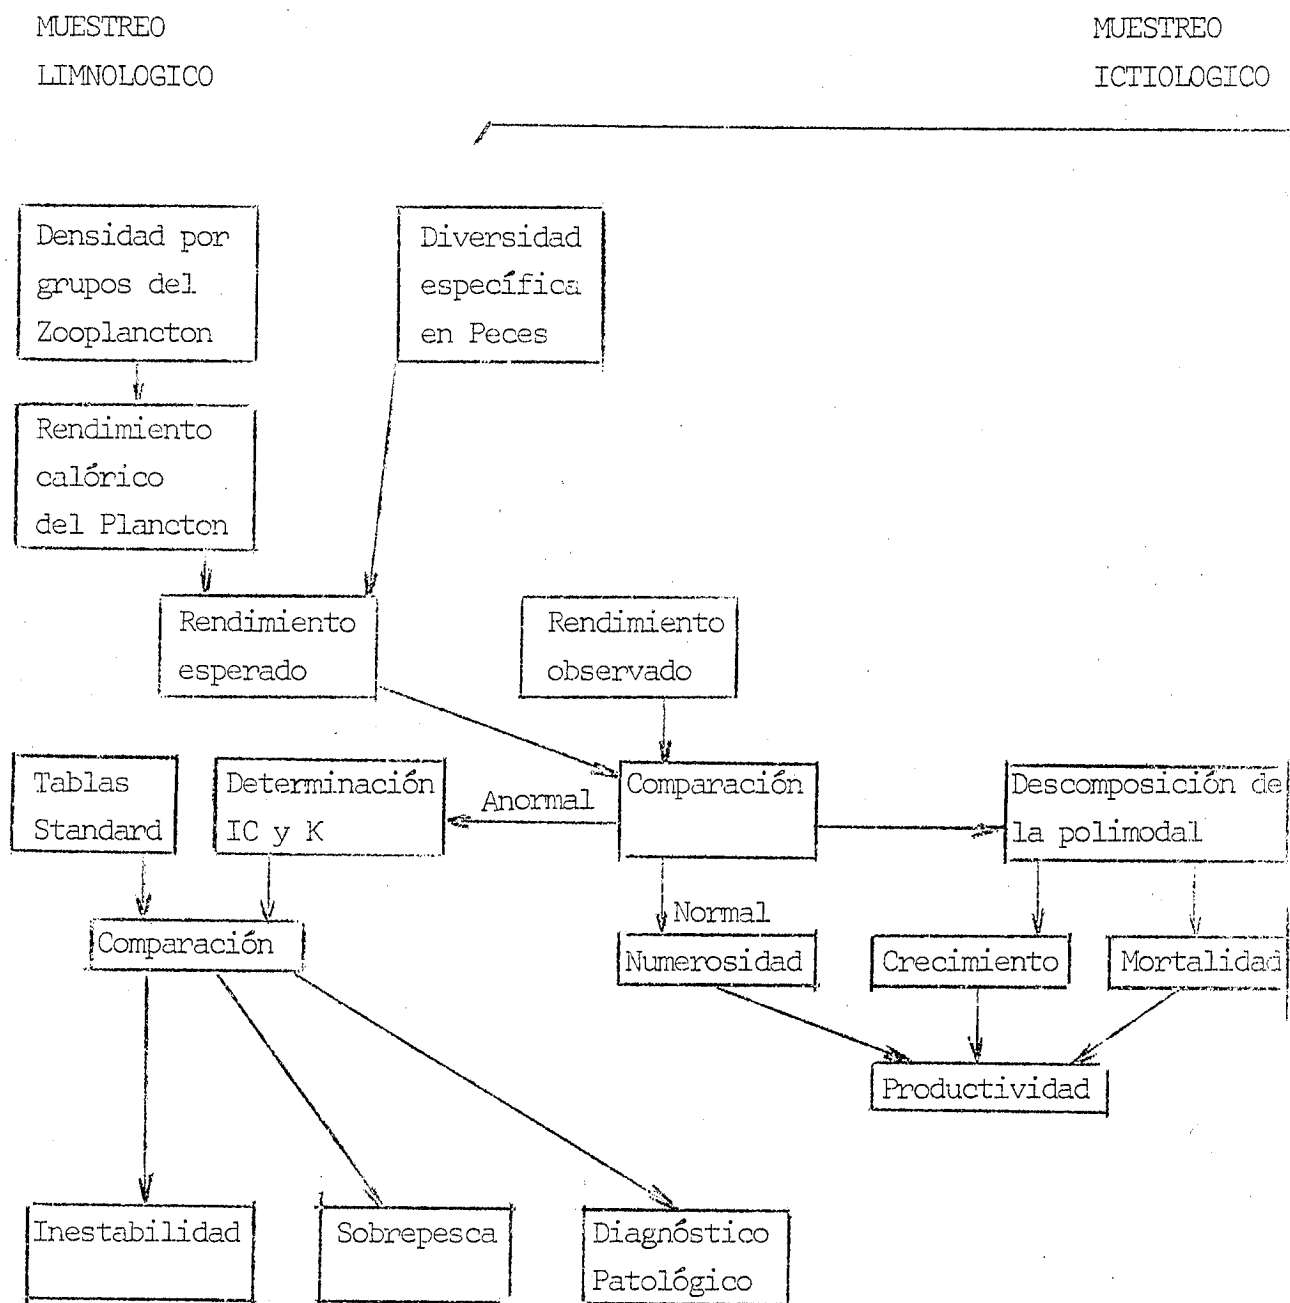 MUESTREO
LIMNOLOGICO
MUESTREO
ICTIOLOGICO
Densidad por
grupos del
Zooplancton
Diversidad
específica
en Peces
Rendimiento
calórico
del Plancton
Rendimiento
esperado
Rendimiento
observado
Tablas
Standard
Determinación
IC y K
Anormal
Comparación
Descomposición de
la polimodal
Comparación
Normal
Numerosidad
Crecimiento
Mortalidad
Productividad
Inestabilidad
Sobrepesca
Diagnóstico
Patológico